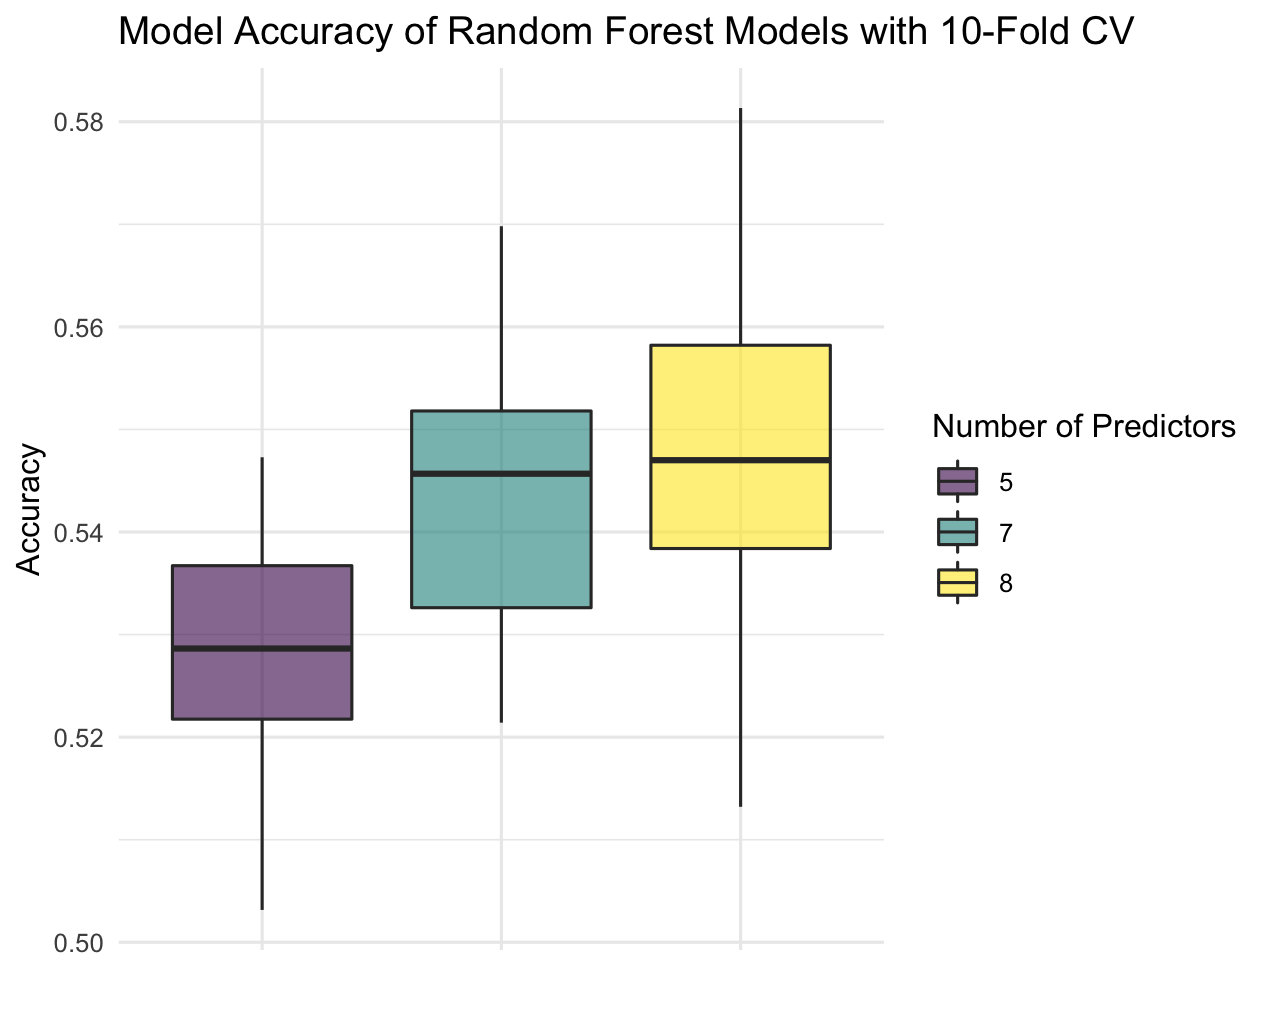 Model Accuracy of Random Forest Models with 10-Fold CV
Accuracy
0.58
0.56
0.54
0.52
0.50
Number of Predictors
5
7
8